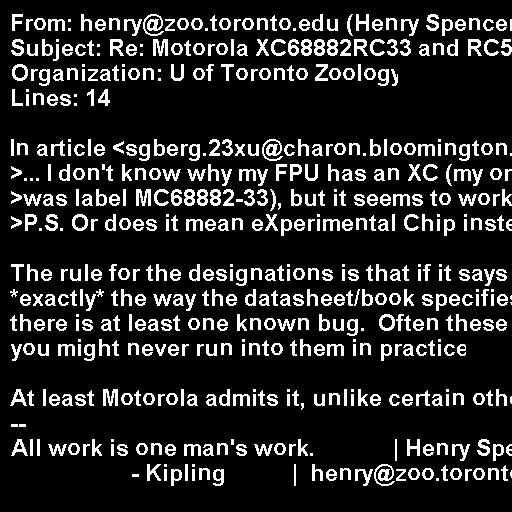 From: henry@zoo.toronto.edu (Henry Spencer
Subject: Re: Motorola XC68882RC33 and RC5
Organization: U of Toronto Zoology
Lines: 14

In article <sgberg.23xu@charon.bloomington.
>... I don't know why my FPU has an XC (my or
>was label MC68882-33), but it seems to work
>P.S. Or does it mean eXperimental Chip inste

The rule for the designations is that if it says
*exactly* the way the datasheet/book specifies
there is at least one known bug.  Often these
you might never run into them in practice

At least Motorola admits it, unlike certain othe
--
All work is one man's work.             | Henry Spe
                    - Kipling           |  henry@zoo.toronto